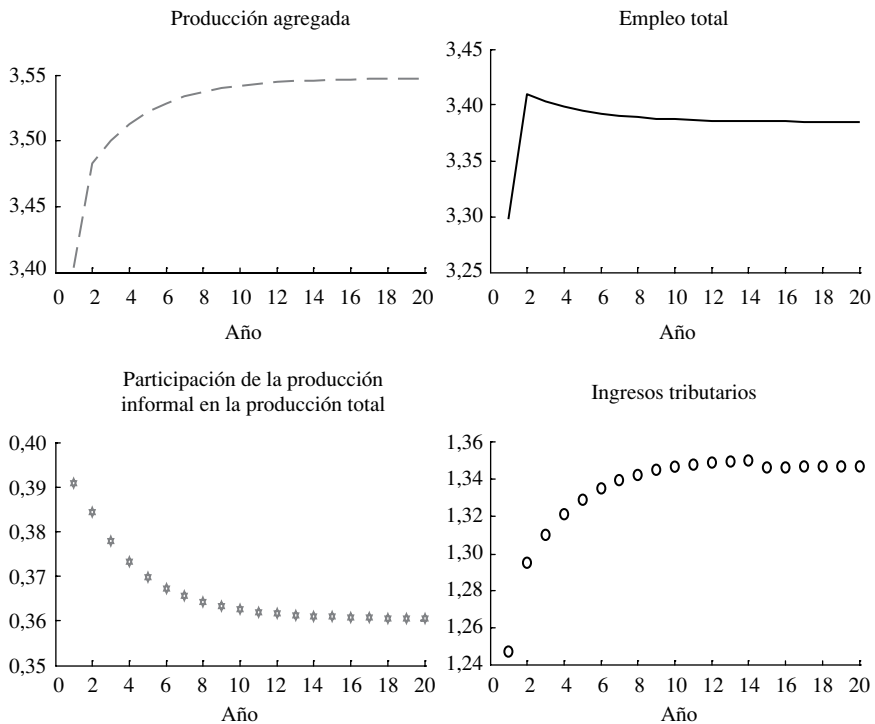 Producción agregada
3,55
3,50
3,45
3,40
0 2 4 6 8 10 12 14 16 18 20
Año
Empleo total
3,45
3,40
3,35
3,30
3,25
0 2 4 6 8 10 12 14 16 18 20
Año
Participación de la producción
informal en la producción total
0,40
0,39
0,38
0,37
0,36
0,35
0 2 4 6 8 10 12 14 16 18 20
Año
Ingresos tributarios
1,36
1,34
1,32
1,30
1,28
1,26
1,24
0 2 4 6 8 10 12 14 16 18 20
Año